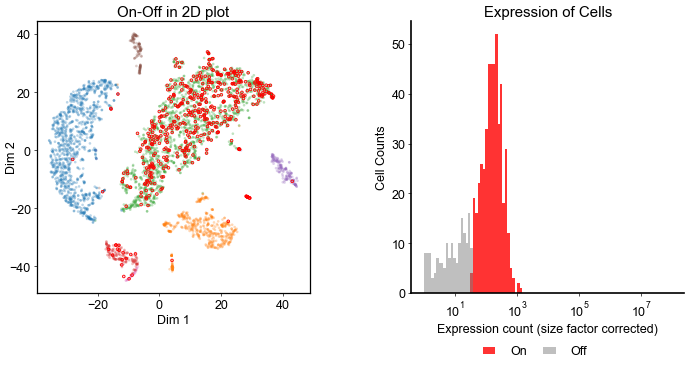 On-Off in 2D plot
40
20
0
−20
−40
Dim 2
−20
0
20
40
Dim 1
Expression of Cells
50
40
30
20
10
0
Cell Counts
10^1
10^3
10^5
10^7
Expression count (size factor corrected)
On
Off